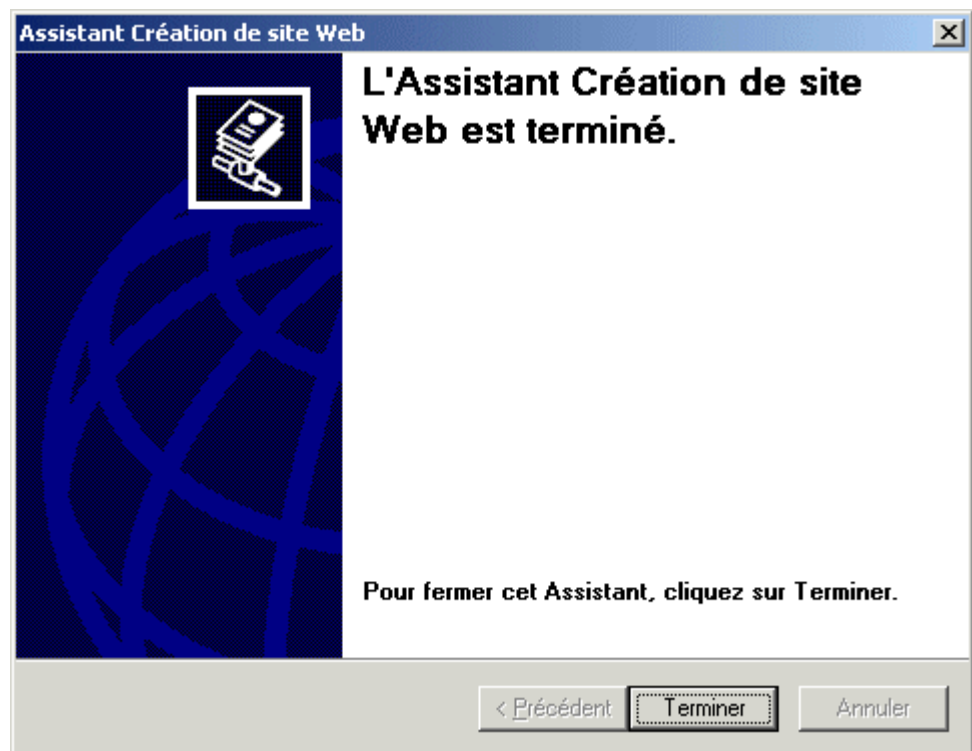 Assistant Création de site Web
L'Assistant Création de site
Web est terminé.
Pour fermer cet Assistant, cliquez sur Terminer.
< Précédent
Terminer
Annuler